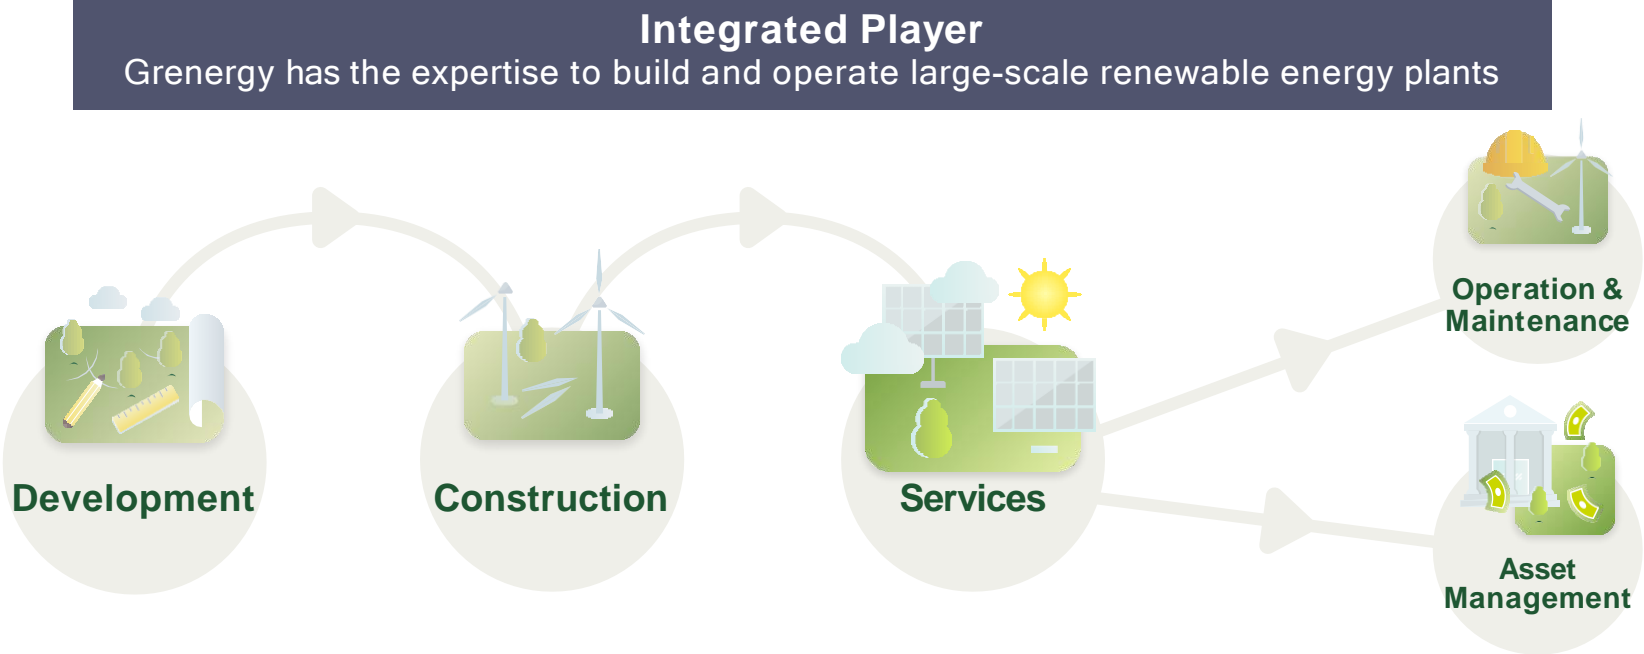 Integrated Player
Grenergy has the expertise to build and operate large-scale renewable energy plants
Development
Construction
Services
Operation &
Maintenance
Asset
Management